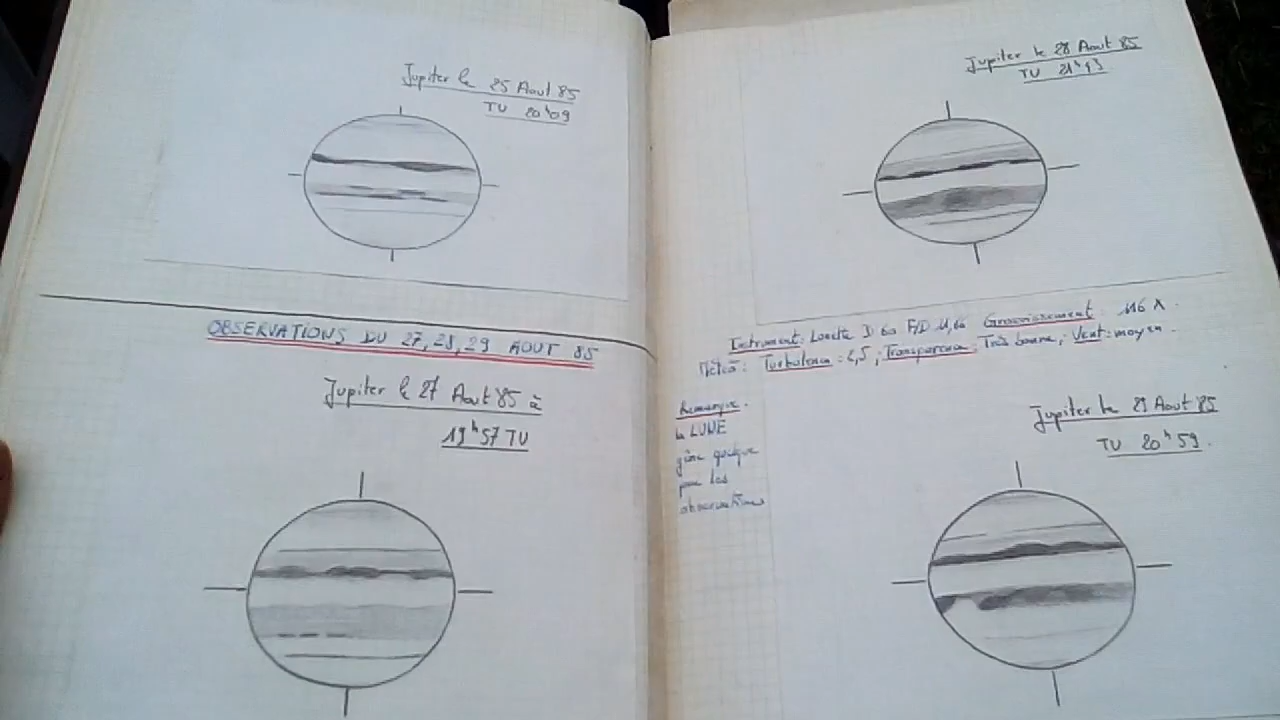 Jupiter le 25 Aout 85
TU 20h09
OBSERVATIONS DU 27, 28, 29 AOUT 85
Jupiter le 27 Aout 85 à
19h57 TU
Jupiter le 28 Aout 85
TU 21h43
Instrument: Lunette D 60 F/D 11,66 Grossissement 116 X.
Météo: Turbulence: 2,5; Transparence: Très bonne; Vent: moyen.
Remarque.
la LUNE
gêne quelque
peu les
observations
Jupiter le 29 Aout 85
TU 20h59.